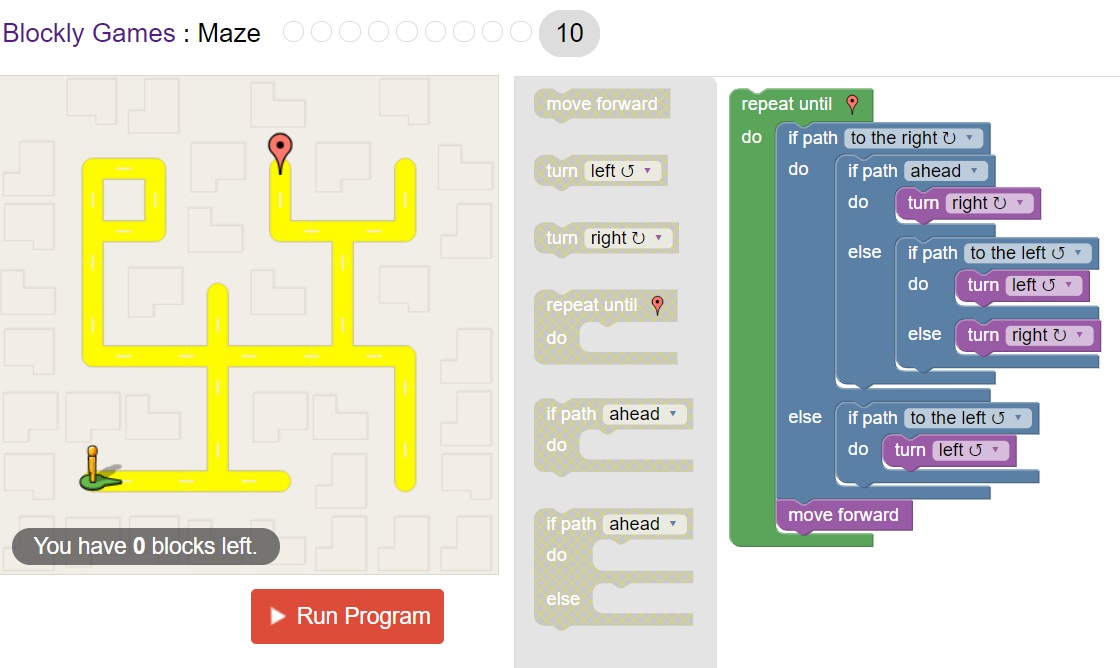 Blockly Games : Maze 10
You have 0 blocks left.
Run Program
move forward
turn left ↺ ▾
turn right ↻ ▾
repeat until
do
if path ahead ▾
do
if path ahead ▾
do
else
repeat until
do if path to the right ↻ ▾
do if path ahead ▾
do turn right ↻ ▾
else if path to the left ↺ ▾
do turn left ↺ ▾
else turn right ↻ ▾
else if path to the left ↺ ▾
do turn left ↺ ▾
move forward